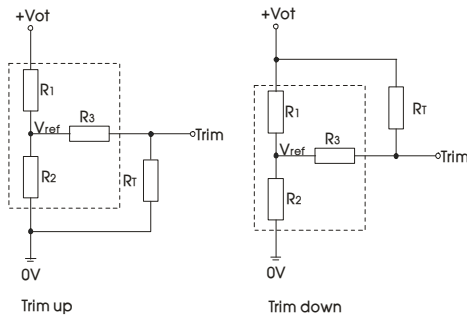 +Vot
R1
Vref
R3
Trim
R2
RT
0V
Trim up
+Vot
R1
RT
Vref
R3
Trim
R2
0V
Trim down